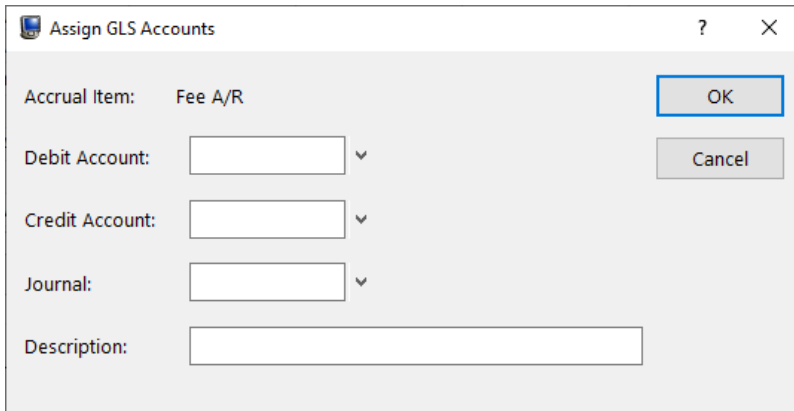 Assign GLS Accounts ?
Accrual Item: Fee A/R OK
Debit Account: Cancel
Credit Account:
Journal:
Description: